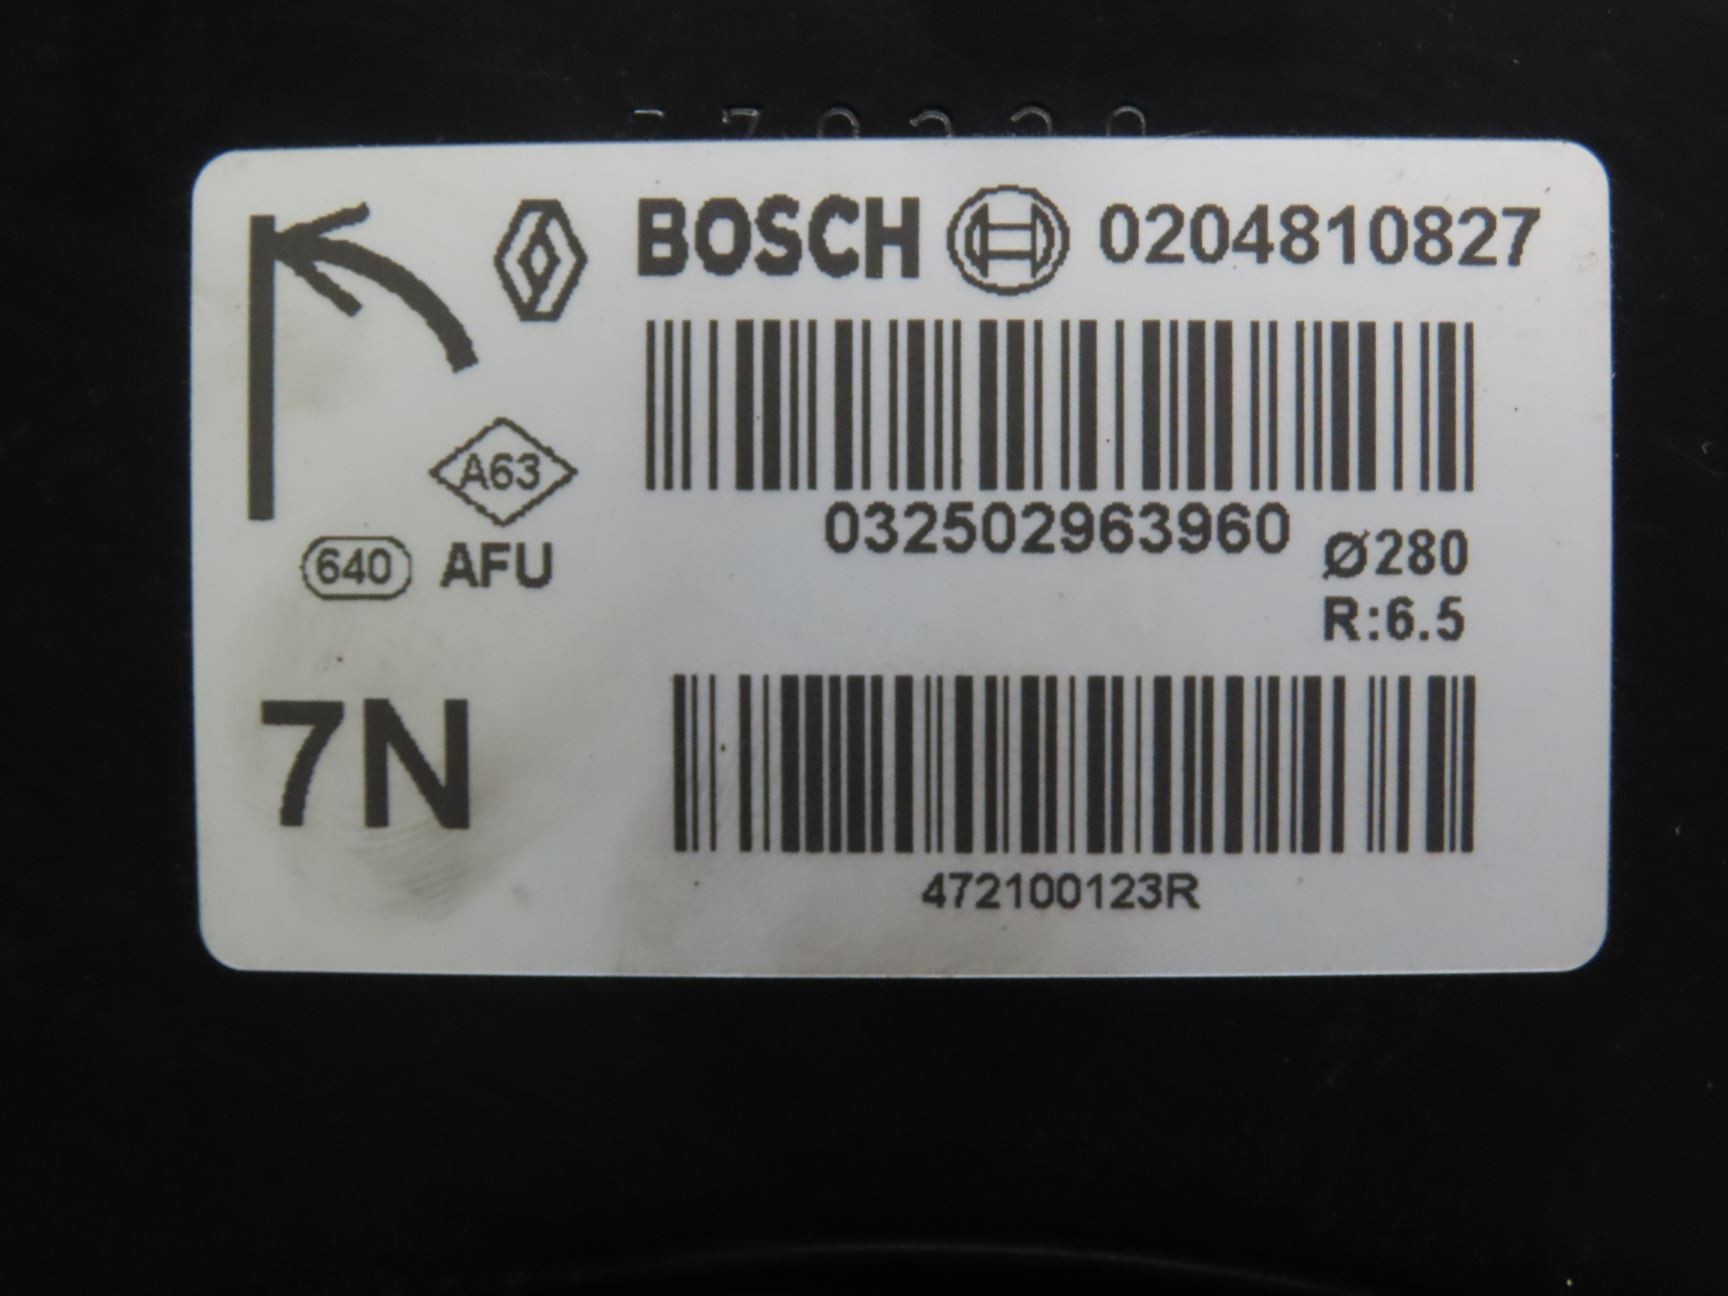 BOSCH 0204810827
A63
032502963960
640 AFU
Ø280
R:6.5
7N
472100123R